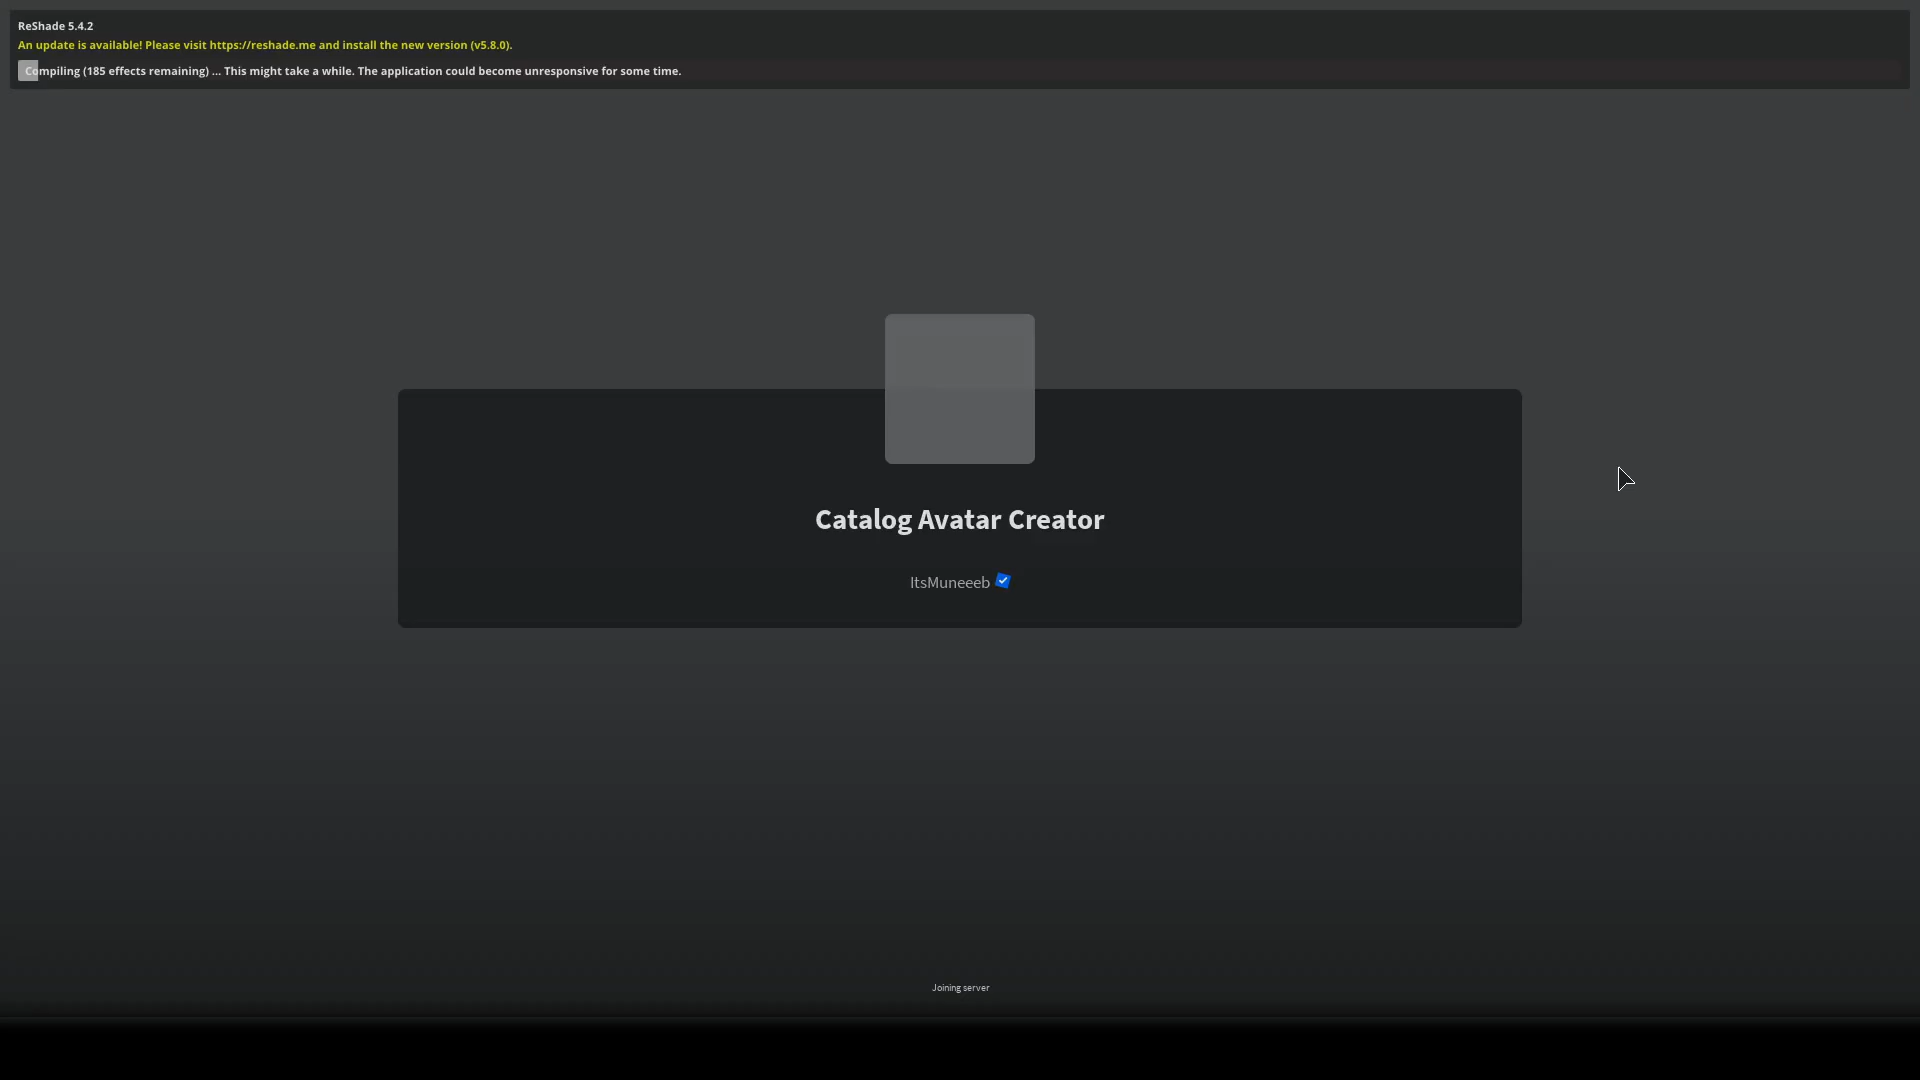 ReShade 5.4.2
An update is available! Please visit https://reshade.me and install the new version (v5.8.0).
Compiling (185 effects remaining) ... This might take a while. The application could become unresponsive for some time.
Catalog Avatar Creator
ItsMuneeeb
Joining server